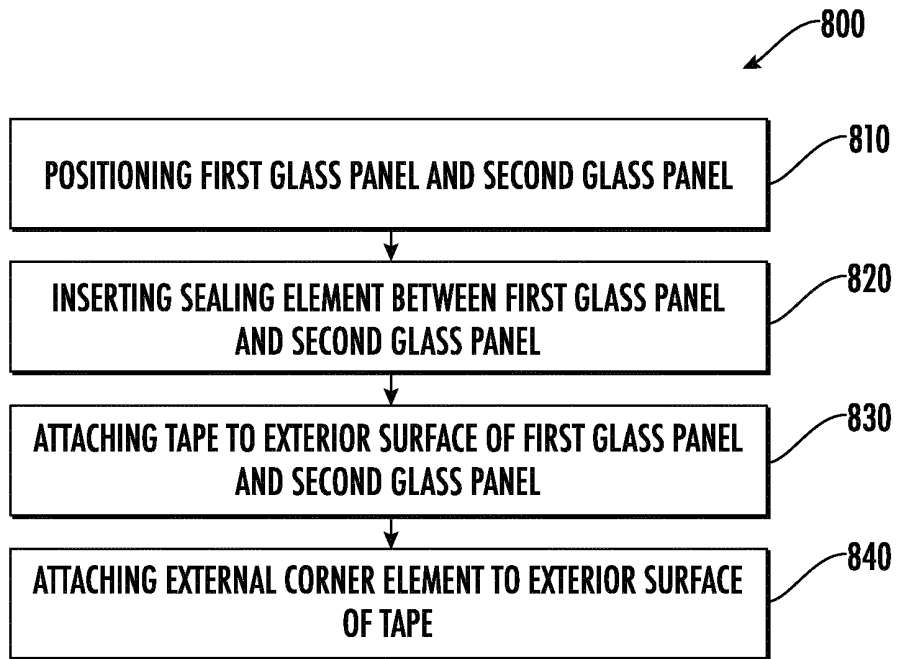 800
POSITIONING FIRST GLASS PANEL AND SECOND GLASS PANEL
810
INSERTING SEALING ELEMENT BETWEEN FIRST GLASS PANEL
AND SECOND GLASS PANEL
820
ATTACHING TAPE TO EXTERIOR SURFACE OF FIRST GLASS PANEL
AND SECOND GLASS PANEL
830
ATTACHING EXTERNAL CORNER ELEMENT TO EXTERIOR SURFACE
OF TAPE
840